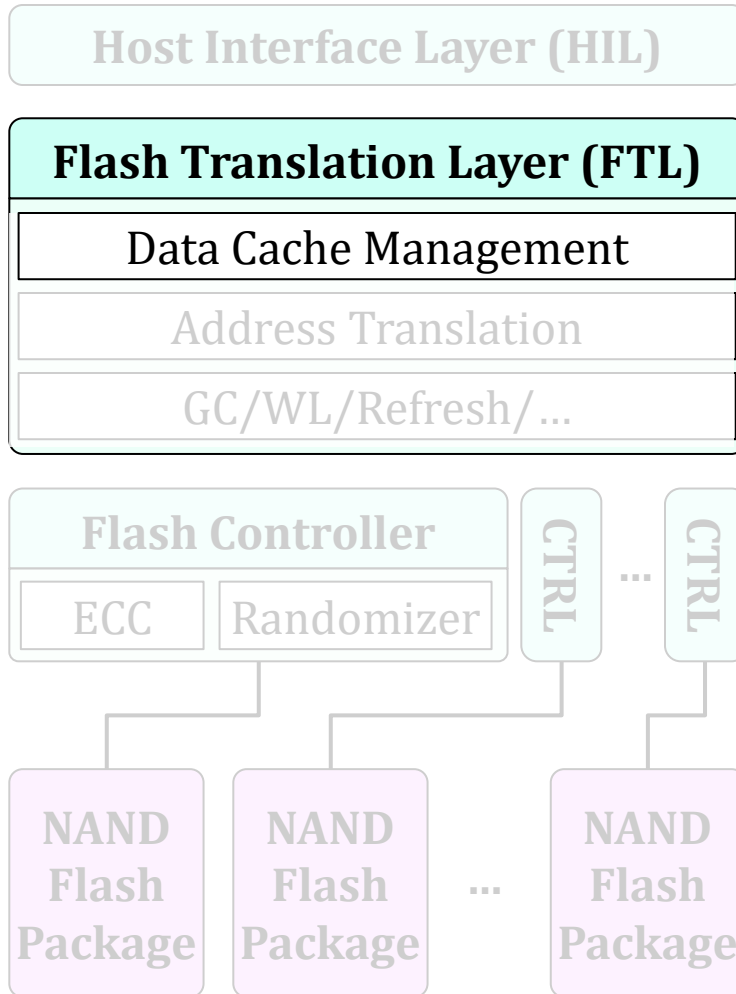 Host Interface Layer (HIL)
Flash Translation Layer (FTL)
Data Cache Management
Address Translation
GC/WL/Refresh/...
Flash Controller
ECC
Randomizer
CTRL
...
CTRL
NAND
Flash
Package
NAND
Flash
Package
...
NAND
Flash
Package